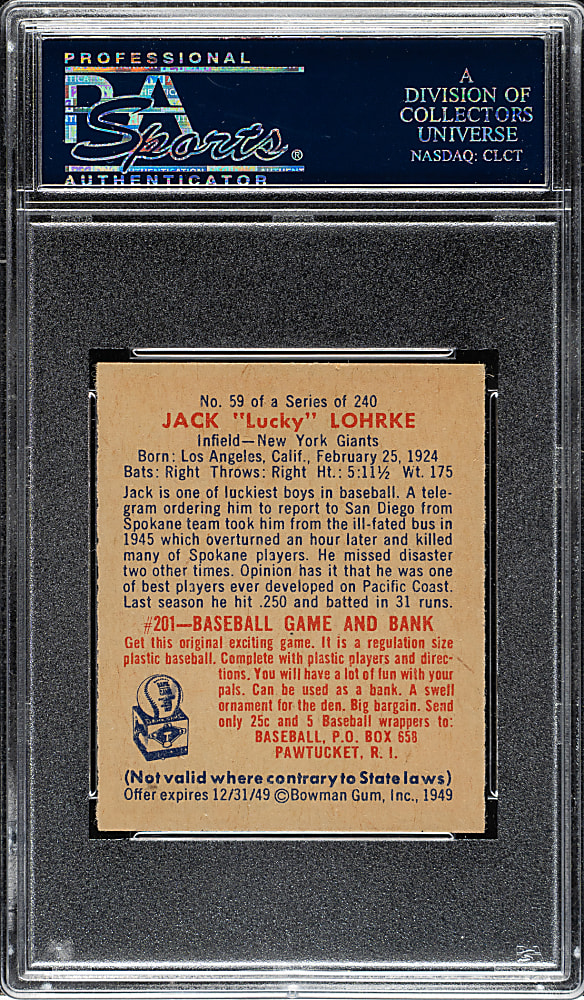 PROFESSIONAL
PSA
Sports®
AUTHENTICATOR
A
DIVISION OF
COLLECTORS
UNIVERSE
NASDAQ: CLCT
No. 59 of a Series of 240
JACK "Lucky" LOHRKE
Infield—New York Giants
Born: Los Angeles, Calif., February 25, 1924
Bats: Right Throws: Right Ht.: 5:11½ Wt. 175
Jack is one of luckiest boys in baseball. A tele-
gram ordering him to report to San Diego from
Spokane team took him from the ill-fated bus in
1945 which overturned an hour later and killed
many of Spokane players. He missed disaster
two other times. Opinion has it that he was one
of best players ever developed on Pacific Coast.
Last season he hit .250 and batted in 31 runs.
#201—BASEBALL GAME AND BANK
Get this original exciting game. It is a regulation size
plastic baseball. Complete with plastic players and direc-
tions. You will have a lot of fun with your
pals. Can be used as a bank. A swell
ornament for the den. Big bargain. Send
only 25c and 5 Baseball wrappers to:
BASEBALL, P.O. BOX 658
PAWTUCKET, R. I.
(Not valid where contrary to State laws)
Offer expires 12/31/49 ©Bowman Gum, Inc., 1949